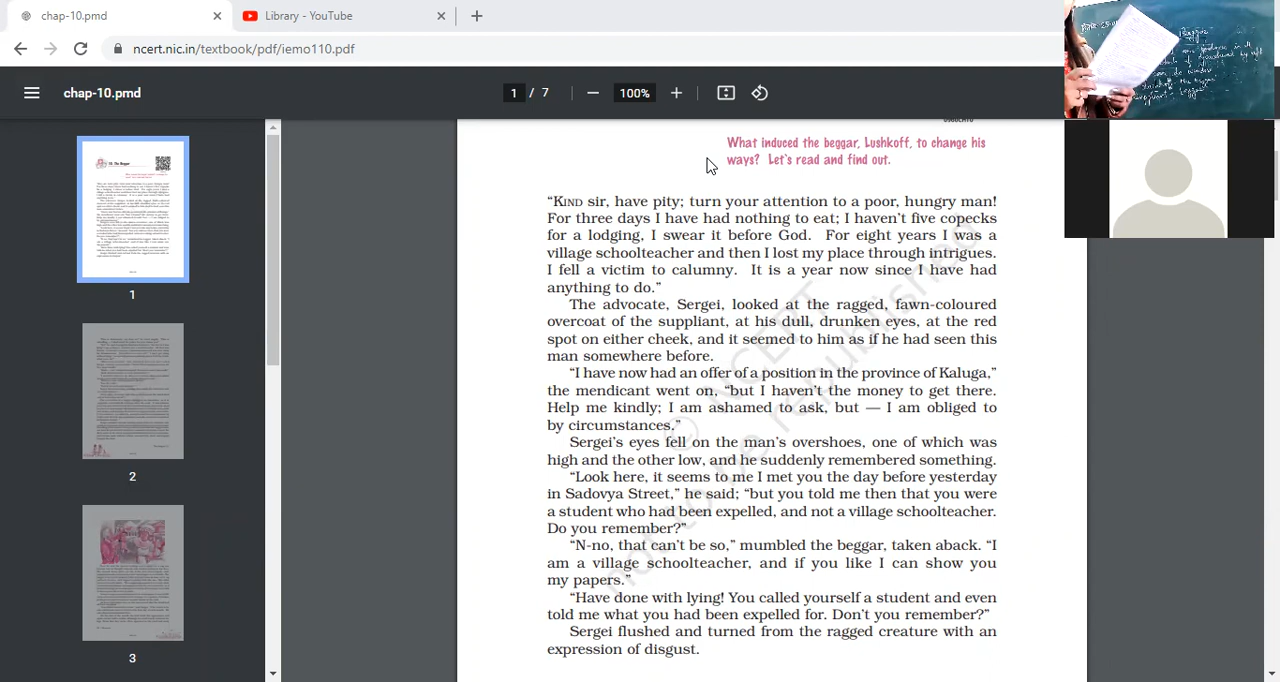 chap-10.pmd
Library - YouTube
ncert.nic.in/textbook/pdf/iemo110.pdf
chap-10.pmd
1 / 7
100%
Beggar
What induced the beggar, Lushkoff, to change his
ways? Let's read and find out.
"KIND sir, have pity; turn your attention to a poor, hungry man!
For three days I have had nothing to eat; I haven't five copecks
for a lodging. I swear it before God. For eight years I was a
village schoolteacher and then I lost my place through intrigues.
I fell a victim to calumny. It is a year now since I have had
anything to do."
The advocate, Sergei, looked at the ragged, fawn-coloured
overcoat of the suppliant, at his dull, drunken eyes, at the red
spot on either cheek, and it seemed to him as if he had seen this
man somewhere before.
"I have now had an offer of a position in the province of Kaluga,"
the mendicant went on, "but I haven't the money to get there.
Help me kindly; I am ashamed to ask, but — I am obliged to
by circumstances."
Sergei's eyes fell on the man's overshoes, one of which was
high and the other low, and he suddenly remembered something.
"Look here, it seems to me I met you the day before yesterday
in Sadovya Street," he said; "but you told me then that you were
a student who had been expelled, and not a village schoolteacher.
Do you remember?"
"N-no, that can't be so," mumbled the beggar, taken aback. "I
am a village schoolteacher, and if you like I can show you
my papers."
"Have done with lying! You called yourself a student and even
told me what you had been expelled for. Don't you remember?"
Sergei flushed and turned from the ragged creature with an
expression of disgust.
1
2
3